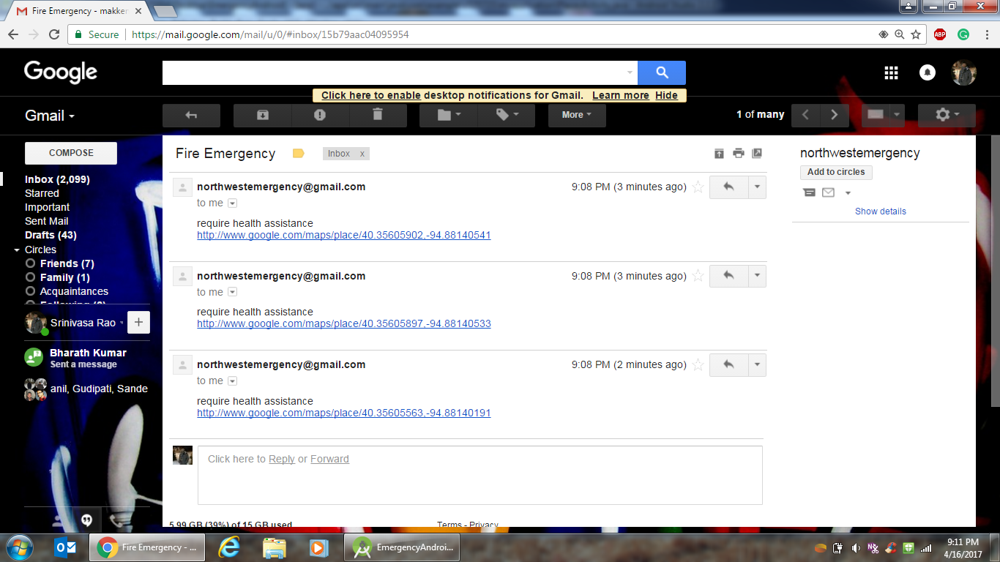 Fire Emergency - makker
Secure https://mail.google.com/mail/u/0/#inbox/15b79aac04095954
ABP
Google
Click here to enable desktop notifications for Gmail. Learn more Hide
Gmail
More
1 of many
COMPOSE
Inbox (2,099)
Starred
Important
Sent Mail
Drafts (43)
Circles
Friends (7)
Family (1)
Acquaintances
Srinivasa Rao
Bharath Kumar
Sent a message
anil, Gudipati, Sande
Fire Emergency
Inbox x
northwestemergency@gmail.com 9:08 PM (3 minutes ago)
to me
require health assistance
http://www.google.com/maps/place/40.35605902,-94.88140541
northwestemergency@gmail.com 9:08 PM (3 minutes ago)
to me
require health assistance
http://www.google.com/maps/place/40.35605897,-94.88140533
northwestemergency@gmail.com 9:08 PM (2 minutes ago)
to me
require health assistance
http://www.google.com/maps/place/40.35605563,-94.88140191
Click here to Reply or Forward
5.99 GB (39%) of 15 GB used
Terms - Privacy
northwestemergency
Add to circles
Show details
Fire Emergency - ...
EmergencyAndroi...
9:11 PM
4/16/2017